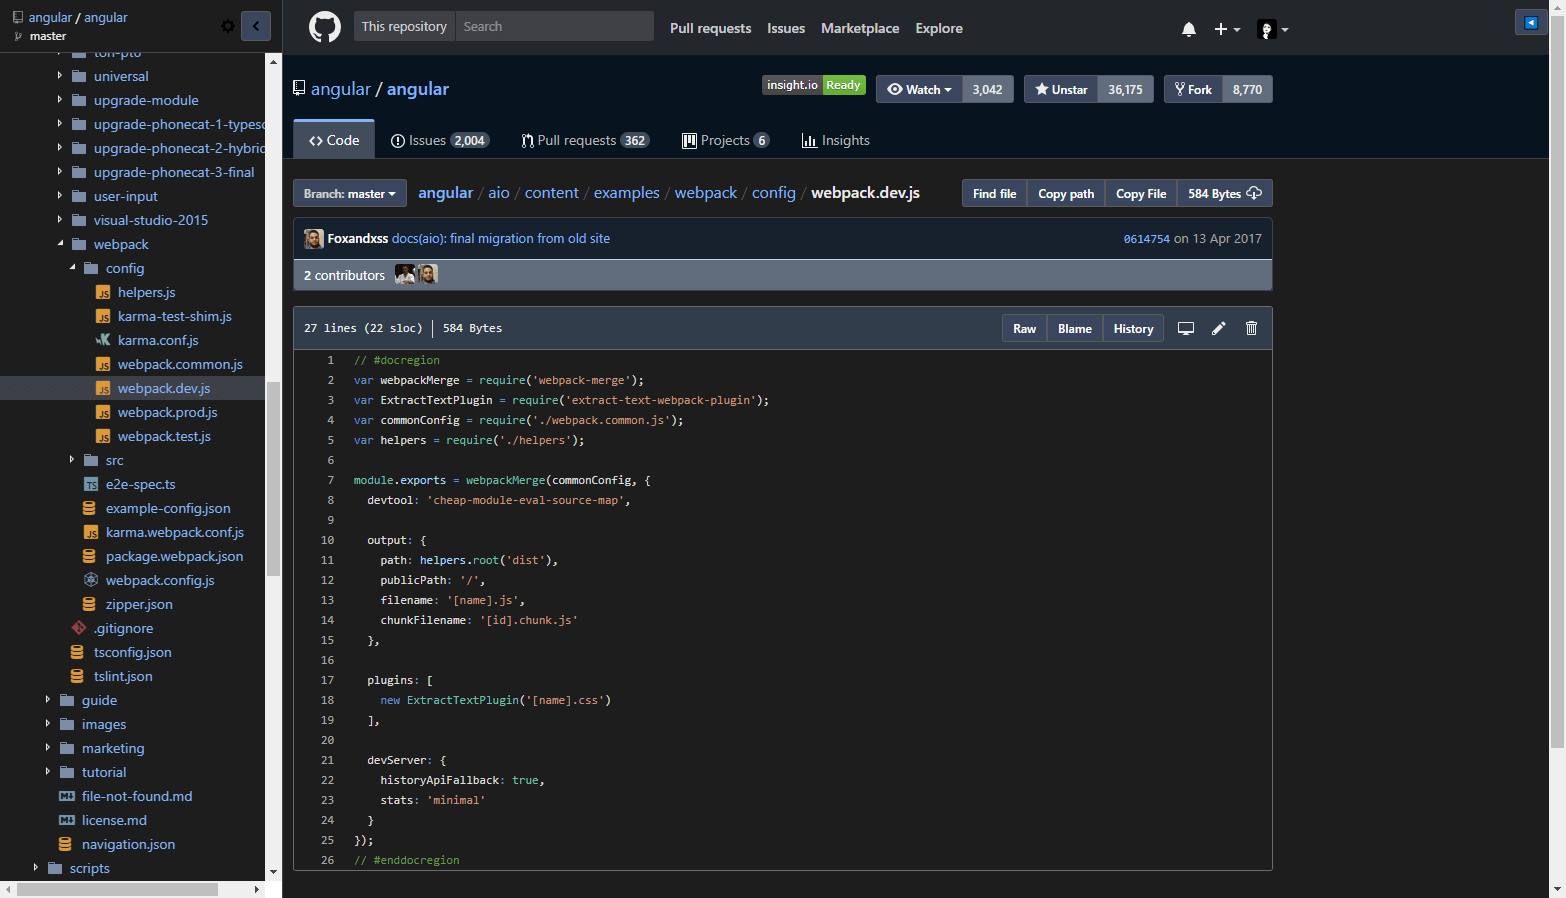 angular / angular
master
ton-pto
universal
upgrade-module
upgrade-phonecat-1-typesc
upgrade-phonecat-2-hybric
upgrade-phonecat-3-final
user-input
visual-studio-2015
webpack
config
helpers.js
karma-test-shim.js
karma.conf.js
webpack.common.js
webpack.dev.js
webpack.prod.js
webpack.test.js
src
e2e-spec.ts
example-config.json
karma.webpack.conf.js
package.webpack.json
webpack.config.js
zipper.json
.gitignore
tsconfig.json
tslint.json
guide
images
marketing
tutorial
file-not-found.md
license.md
navigation.json
scripts
This repository Search Pull requests Issues Marketplace Explore
angular / angular insight.io Ready Watch 3,042 Unstar 36,175 Fork 8,770
Code Issues 2,004 Pull requests 362 Projects 6 Insights
Branch: master angular / aio / content / examples / webpack / config / webpack.dev.js Find file Copy path Copy File 584 Bytes
Foxandxss docs(aio): final migration from old site 0614754 on 13 Apr 2017
2 contributors
27 lines (22 sloc) 584 Bytes Raw Blame History
1 // #docregion
2 var webpackMerge = require('webpack-merge');
3 var ExtractTextPlugin = require('extract-text-webpack-plugin');
4 var commonConfig = require('./webpack.common.js');
5 var helpers = require('./helpers');
6
7 module.exports = webpackMerge(commonConfig, {
8 devtool: 'cheap-module-eval-source-map',
9
10 output: {
11 path: helpers.root('dist'),
12 publicPath: '/',
13 filename: '[name].js',
14 chunkFilename: '[id].chunk.js'
15 },
16
17 plugins: [
18 new ExtractTextPlugin('[name].css')
19 ],
20
21 devServer: {
22 historyApiFallback: true,
23 stats: 'minimal'
24 }
25 });
26 // #enddocregion